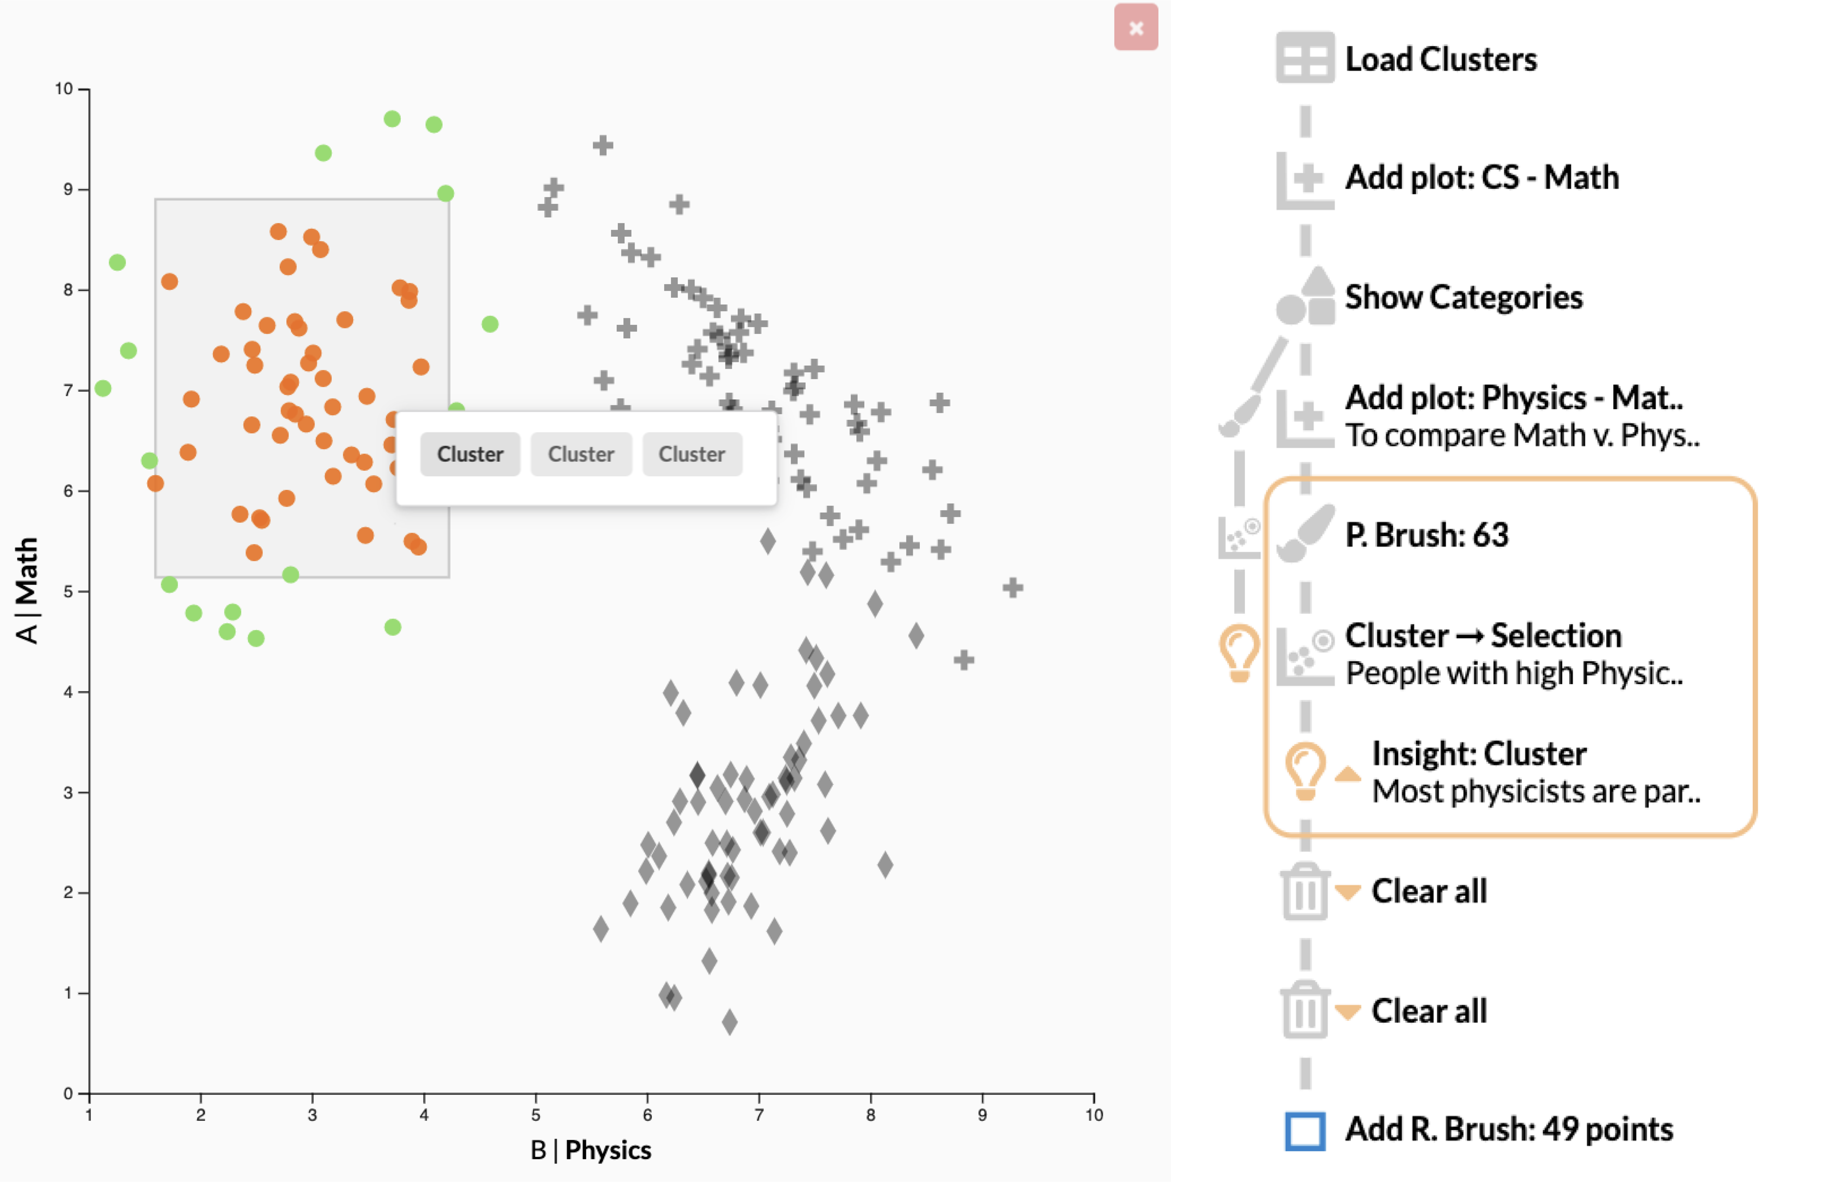 10
9
8
7
6
5
4
3
2
1
0
A | Math
1 2 3 4 5 6 7 8 9 10
B | Physics
Cluster Cluster Cluster
Load Clusters
Add plot: CS - Math
Show Categories
Add plot: Physics - Mat..
To compare Math v. Phys..
P. Brush: 63
Cluster → Selection
People with high Physic..
Insight: Cluster
Most physicists are par..
Clear all
Clear all
Add R. Brush: 49 points